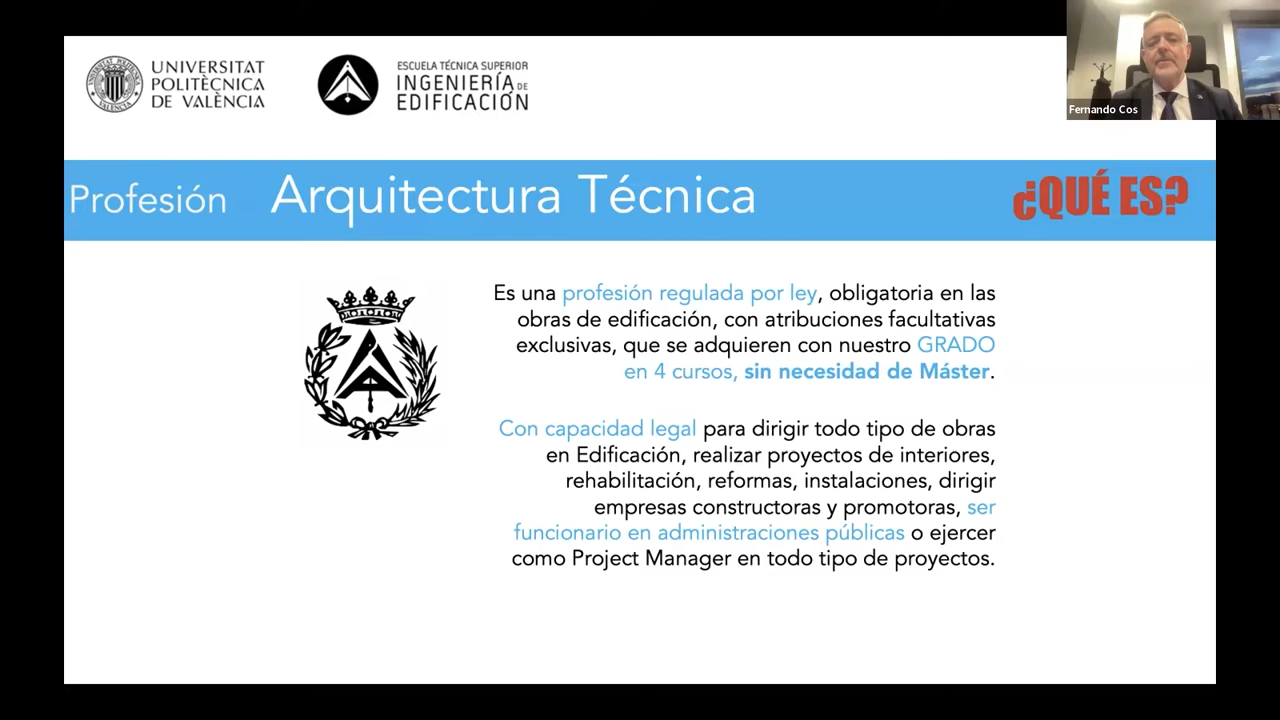 UNIVERSITAT
POLITÈCNICA
DE VALÈNCIA
ESCUELA TÉCNICA SUPERIOR
INGENIERÍA DE
EDIFICACIÓN
Fernando Cos
Profesión Arquitectura Técnica ¿QUÉ ES?
Es una profesión regulada por ley, obligatoria en las
obras de edificación, con atribuciones facultativas
exclusivas, que se adquieren con nuestro GRADO
en 4 cursos, sin necesidad de Máster.
Con capacidad legal para dirigir todo tipo de obras
en Edificación, realizar proyectos de interiores,
rehabilitación, reformas, instalaciones, dirigir
empresas constructoras y promotoras, ser
funcionario en administraciones públicas o ejercer
como Project Manager en todo tipo de proyectos.